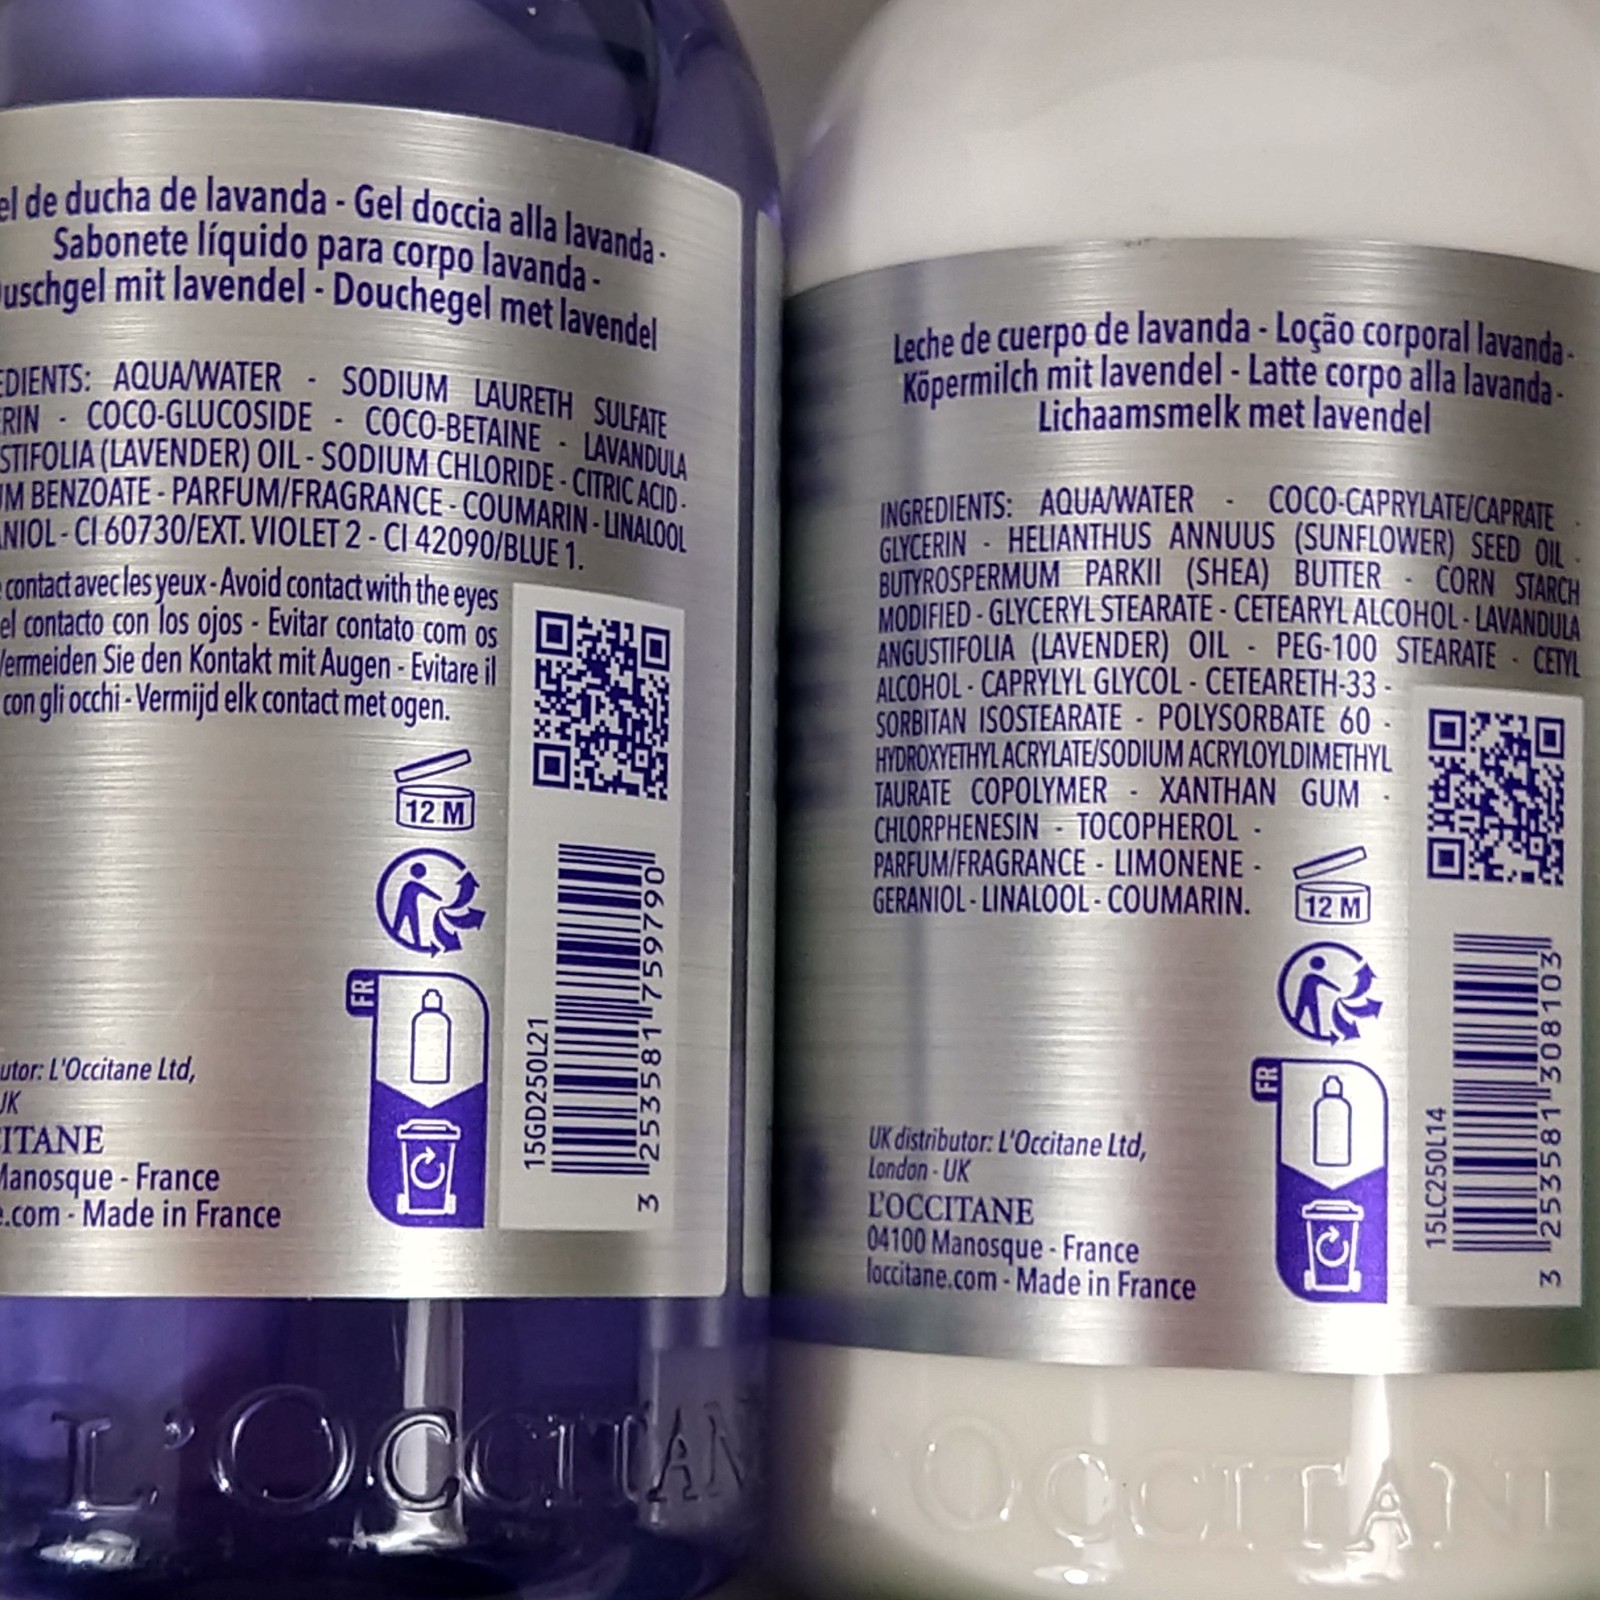 de ducha de lavanda - Gel doccia alla lavanda -
Sabonete líquido para corpo lavanda -
mit lavendel - Douchegel met lavendel
AQUA/WATER - SODIUM LAURETH SULFATE
- COCO-GLUCOSIDE - COCO-BETAINE - LAVANDULA
(LAVENDER) OIL - SODIUM CHLORIDE - CITRIC ACID -
BENZOATE - PARFUM/FRAGRANCE - COUMARIN - LINALOOL
- CI 60730/EXT. VIOLET 2 - CI 42090/BLUE 1.
contact avec les yeux - Avoid contact with the eyes
el contacto con los ojos - Evitar contato com os
Vermeiden Sie den Kontakt mit Augen - Evitare il
con gli occhi - Vermijd elk contact met ogen.
12 M
FR
15GD250L21
3 253581 759790
L'Occitane Ltd,
UK
Manosque - France
.com - Made in France
L'OCCITAN
Leche de cuerpo de lavanda - Loção corporal lavanda -
Köpermilch mit lavendel - Latte corpo alla lavanda -
Lichaamsmelk met lavendel
INGREDIENTS: AQUA/WATER - COCO-CAPRYLATE/CAPRATE -
GLYCERIN - HELIANTHUS ANNUUS (SUNFLOWER) SEED OIL -
BUTYROSPERMUM PARKII (SHEA) BUTTER - CORN STARCH
MODIFIED - GLYCERYL STEARATE - CETEARYL ALCOHOL - LAVANDULA
ANGUSTIFOLIA (LAVENDER) OIL - PEG-100 STEARATE - CETYL
ALCOHOL - CAPRYLYL GLYCOL - CETEARETH-33 -
SORBITAN ISOSTEARATE - POLYSORBATE 60 -
HYDROXYETHYL ACRYLATE/SODIUM ACRYLOYLDIMETHYL
TAURATE COPOLYMER - XANTHAN GUM -
CHLORPHENESIN - TOCOPHEROL -
PARFUM/FRAGRANCE - LIMONENE -
GERANIOL - LINALOOL - COUMARIN.
12 M
FR
15LC250L14
3 253581 308103
UK distributor: L'Occitane Ltd,
London - UK
L'OCCITANE
04100 Manosque - France
loccitane.com - Made in France
OCCITANE